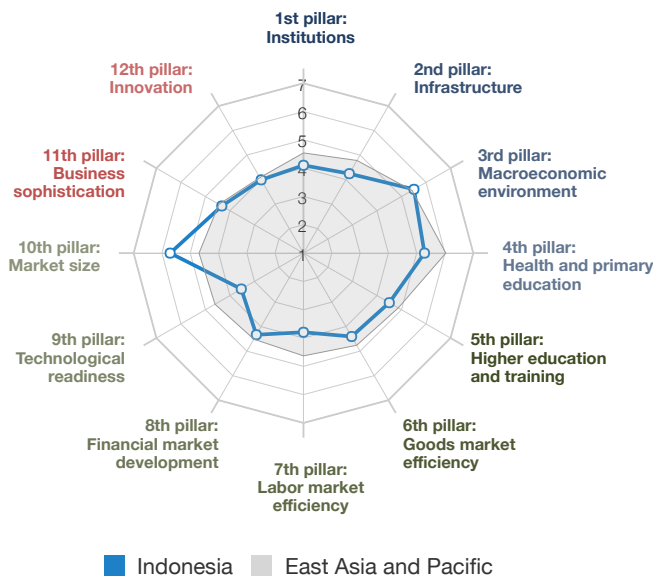 1st pillar:
Institutions
2nd pillar:
Infrastructure
3rd pillar:
Macroeconomic
environment
4th pillar:
Health and primary
education
5th pillar:
Higher education
and training
6th pillar:
Goods market
efficiency
7th pillar:
Labor market
efficiency
8th pillar:
Financial market
development
9th pillar:
Technological
readiness
10th pillar:
Market size
11th pillar:
Business
sophistication
12th pillar:
Innovation
7
6
5
4
3
2
1
Indonesia East Asia and Pacific